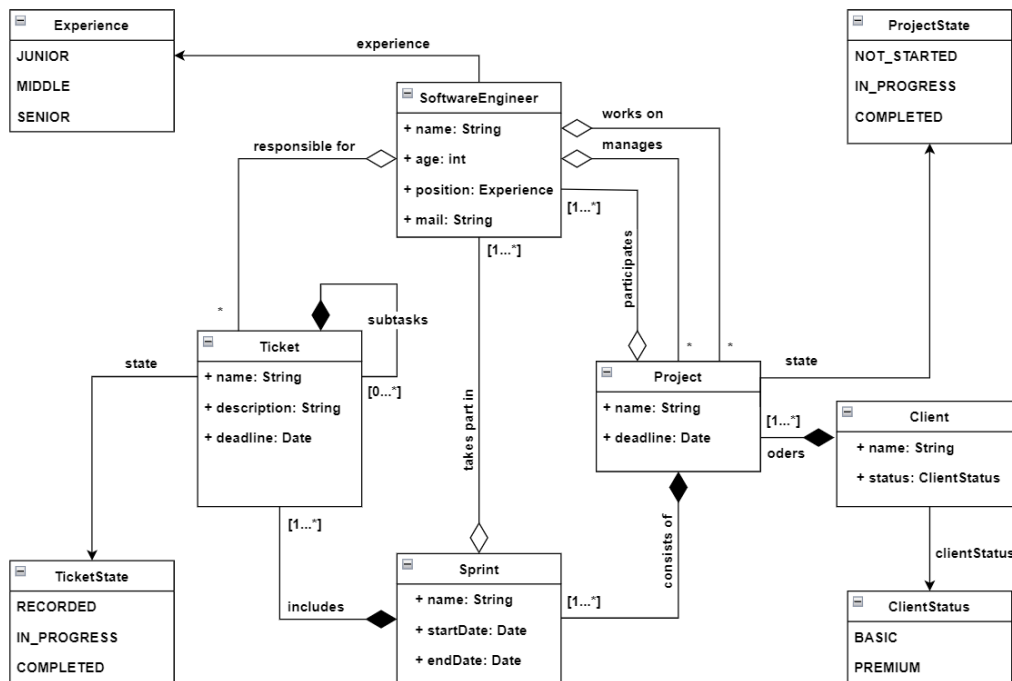 Experience
JUNIOR
MIDDLE
SENIOR
experience
ProjectState
NOT_STARTED
IN_PROGRESS
COMPLETED
SoftwareEngineer
+ name: String
+ age: int
+ position: Experience
+ mail: String
works on
manages
responsible for
[1...*]
[1...*]
participates
*
subtasks
*
*
Ticket
+ name: String
+ description: String
+ deadline: Date
state
[0...*]
takes part in
Project
+ name: String
+ deadline: Date
state
[1...*]
oders
Client
+ name: String
+ status: ClientStatus
[1...*]
consists of
clientStatus
TicketState
RECORDED
IN_PROGRESS
COMPLETED
includes
Sprint
+ name: String
+ startDate: Date
+ endDate: Date
[1...*]
ClientStatus
BASIC
PREMIUM